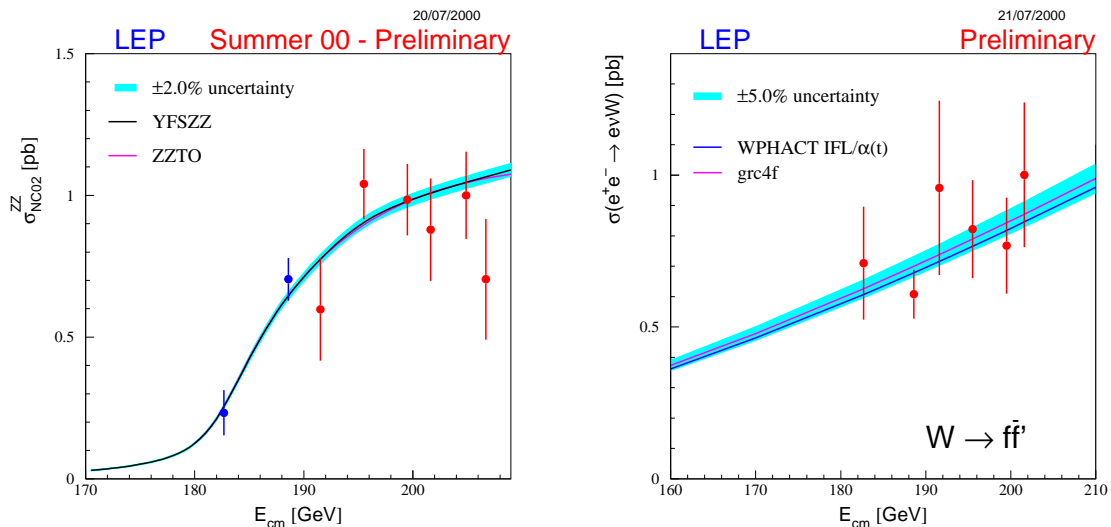 20/07/2000
LEP Summer 00 - Preliminary
±2.0% uncertainty
YFSZZ
ZZTO
σ_NC02^ZZ [pb]
1.5
1
0.5
0
170 180 190 200
E_cm [GeV]
21/07/2000
LEP Preliminary
±5.0% uncertainty
WPHACT IFL/α(t)
grc4f
σ(e⁺e⁻ → eνW) [pb]
1
0.5
0
W → ff̄'
160 170 180 190 200 210
E_cm [GeV]